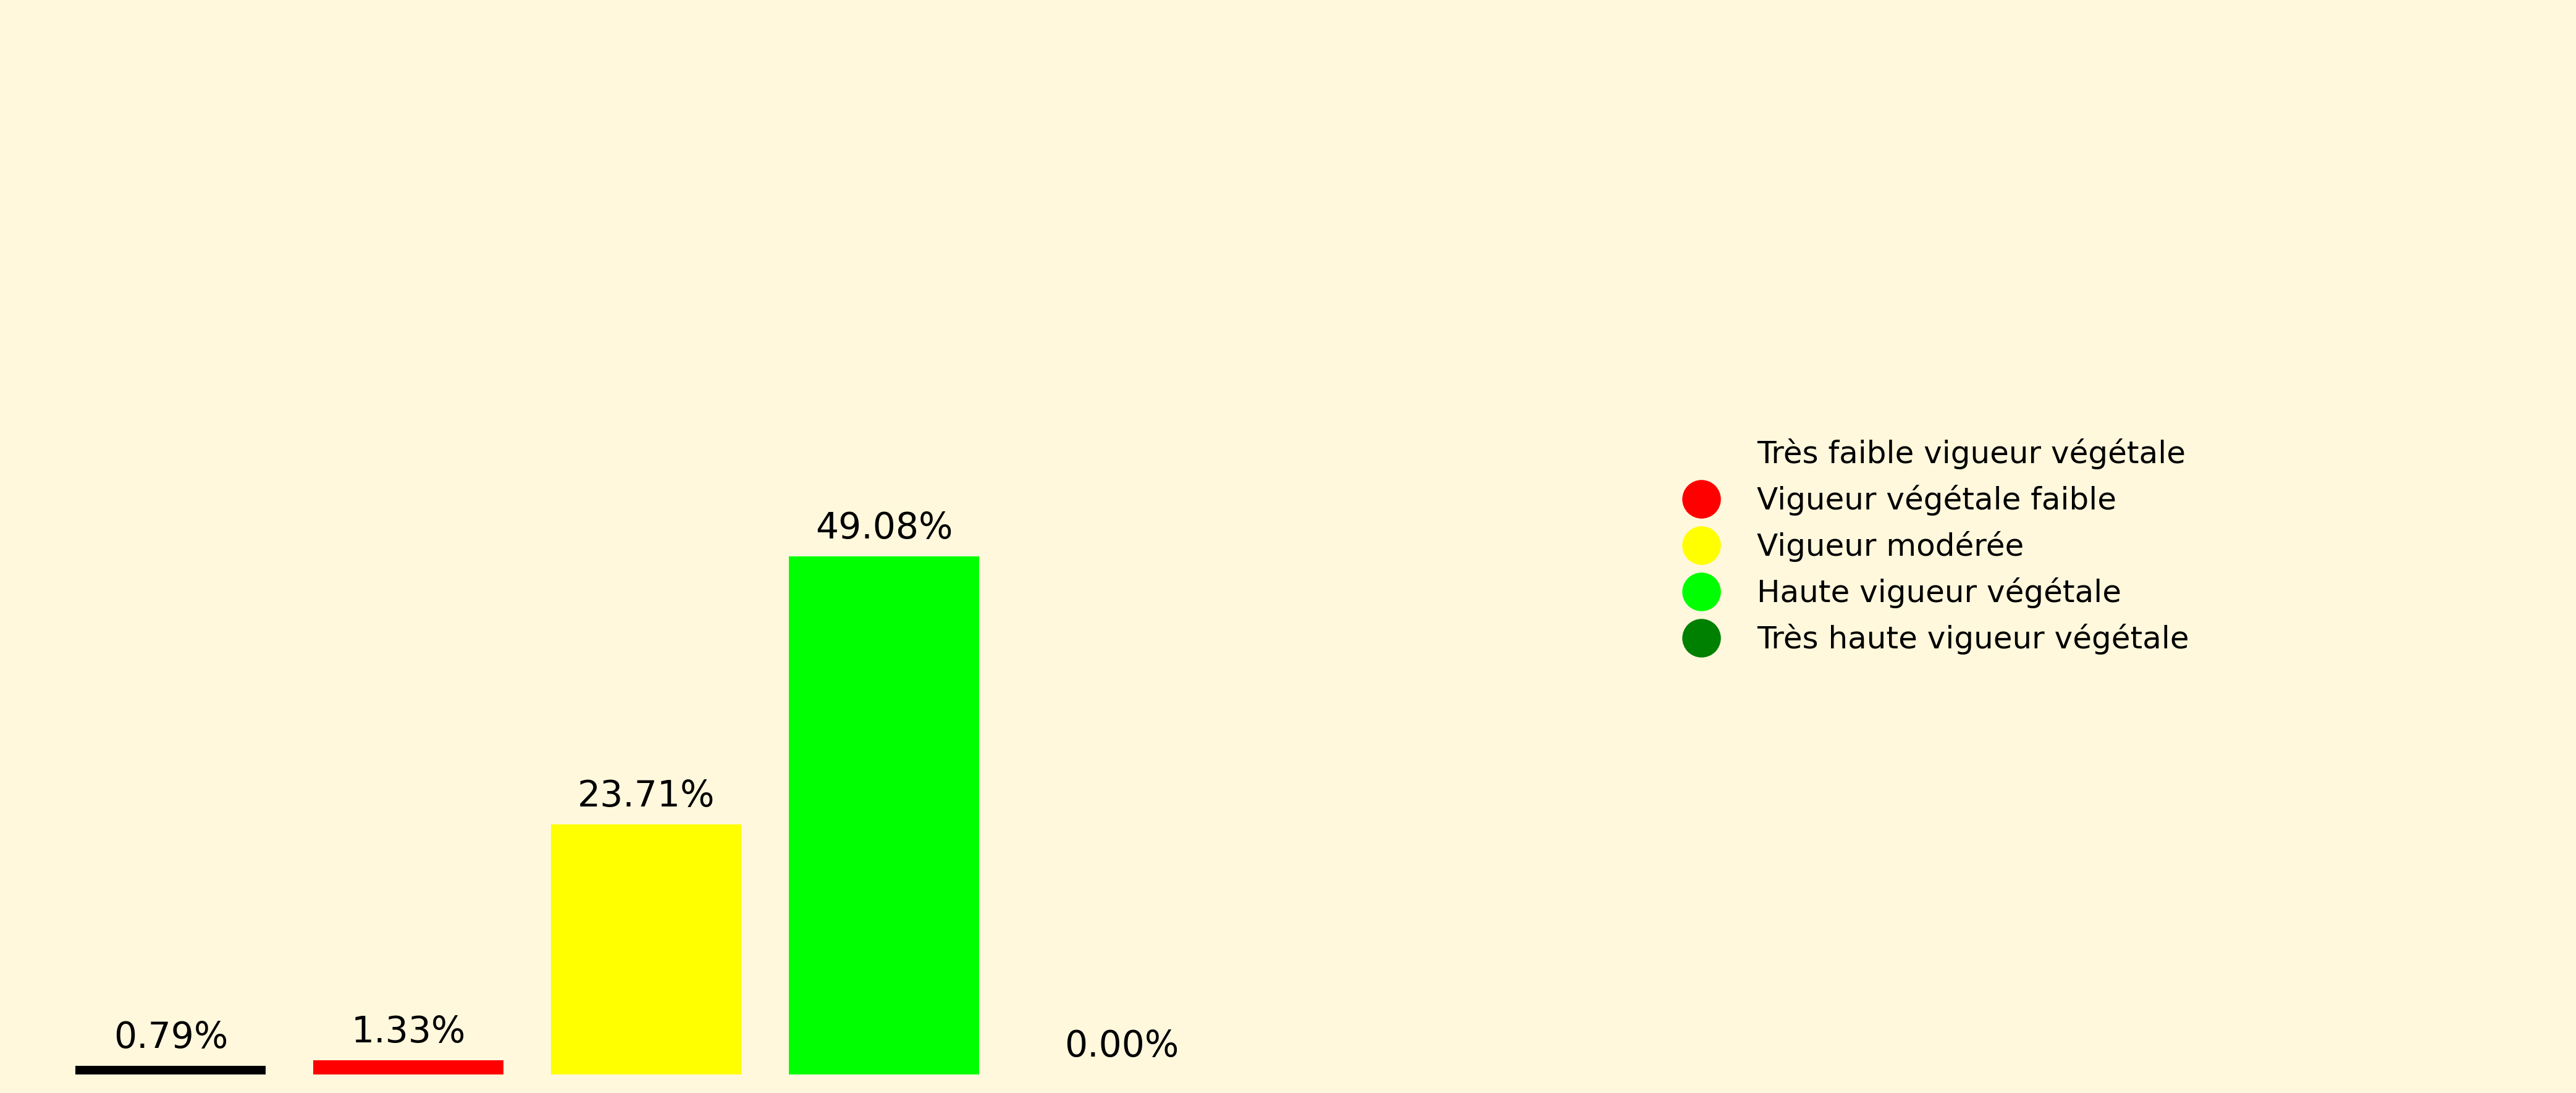 49.08%
23.71%
0.79%
1.33%
0.00%
Très faible vigueur végétale
Vigueur végétale faible
Vigueur modérée
Haute vigueur végétale
Très haute vigueur végétale